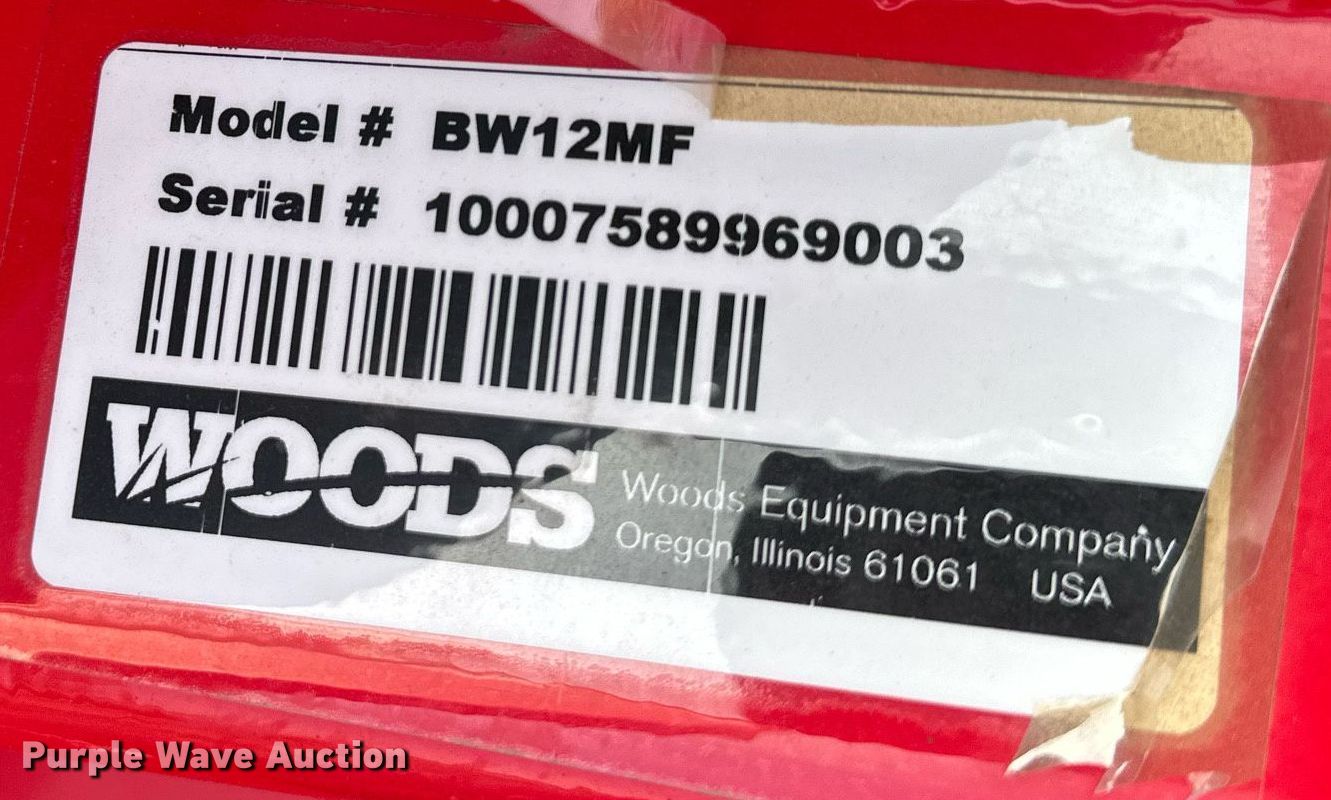 Model # BW12MF
Serial # 10007589969003
WOODS
Woods Equipment Company
Oregon, Illinois 61061 USA
Purple Wave Auction